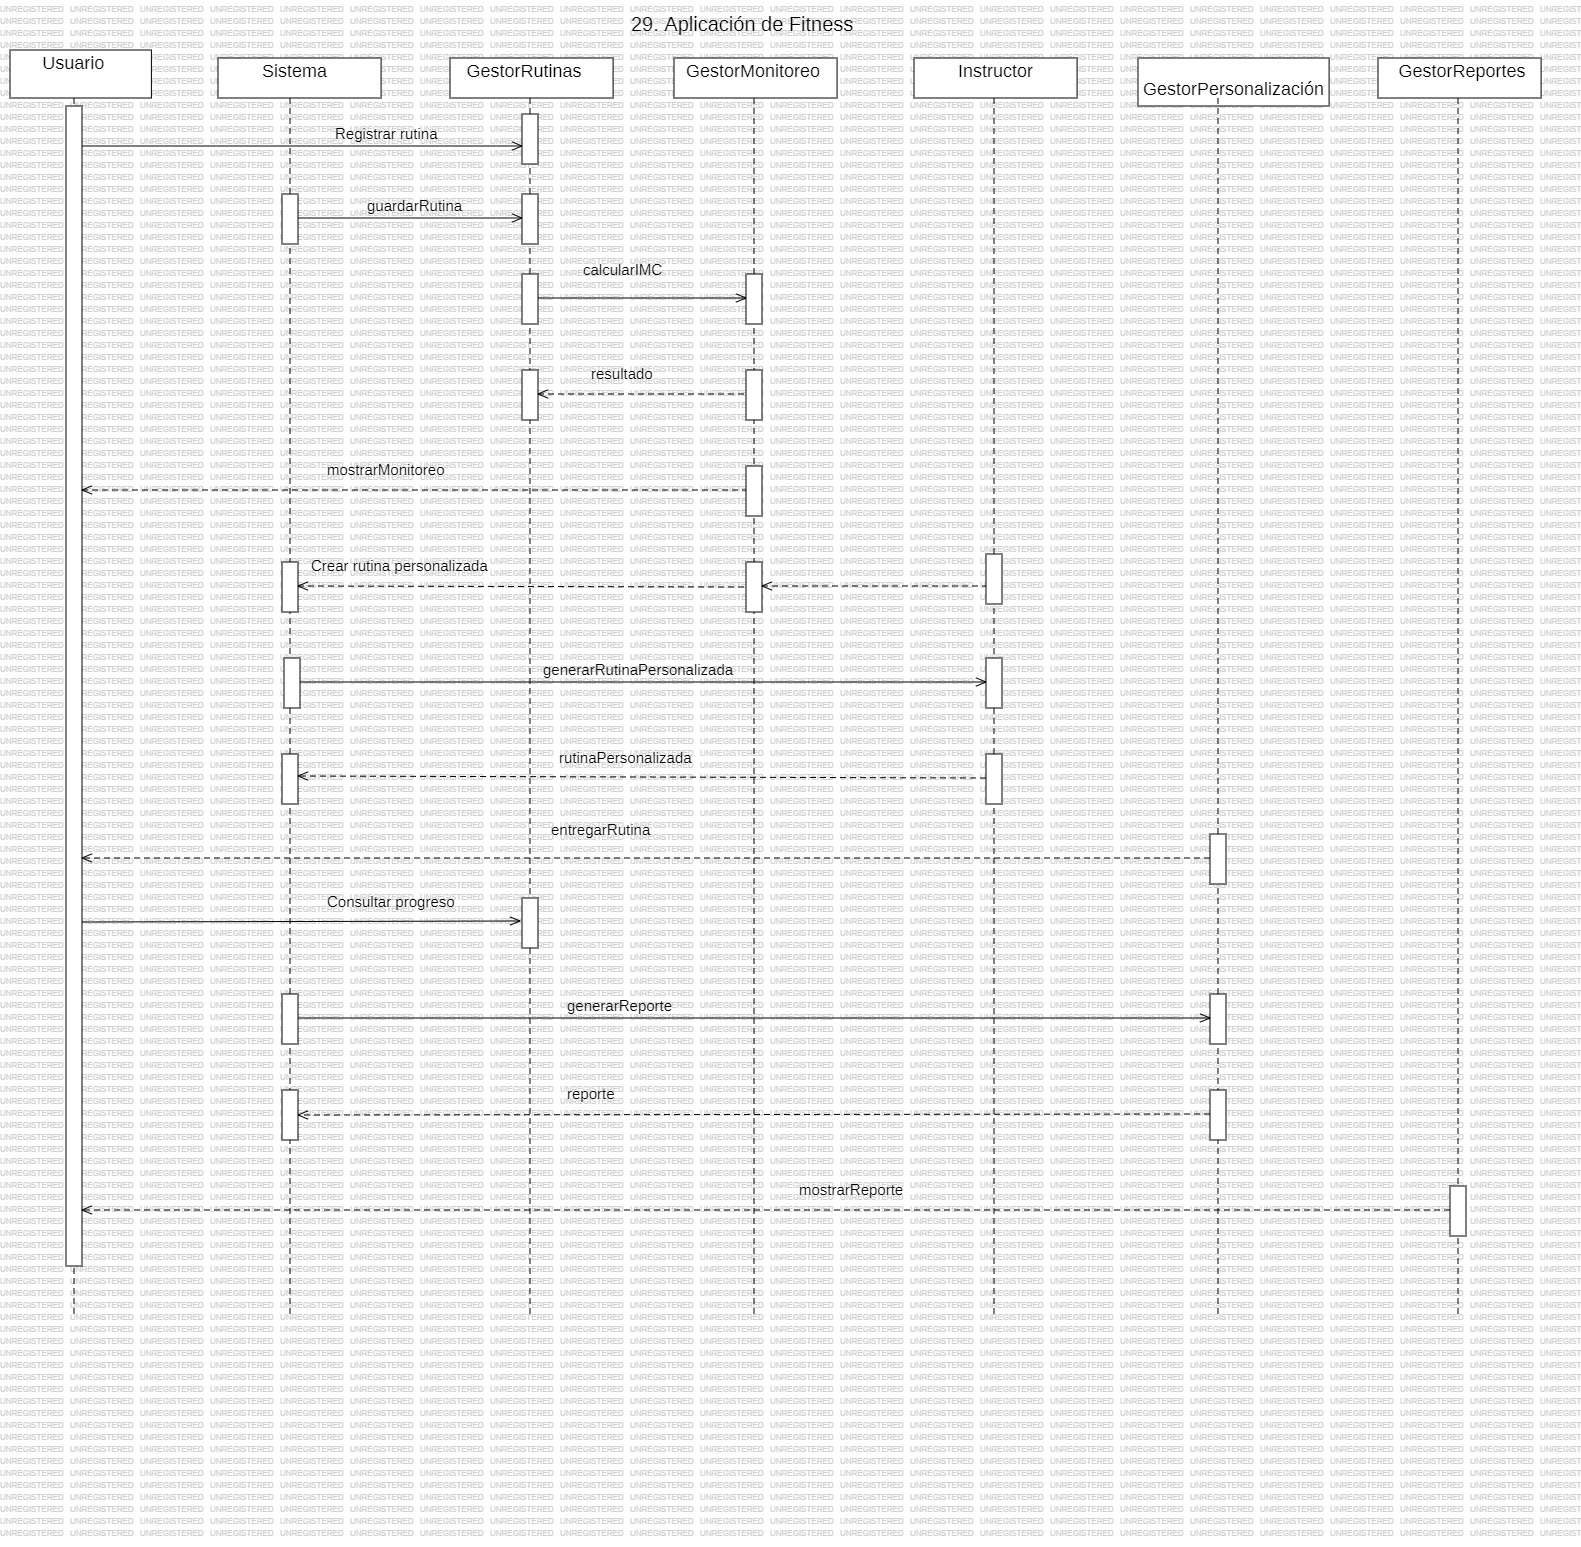 29. Aplicación de Fitness
Usuario
Sistema
GestorRutinas
GestorMonitoreo
Instructor
GestorPersonalización
GestorReportes
Registrar rutina
guardarRutina
calcularIMC
resultado
mostrarMonitoreo
Crear rutina personalizada
generarRutinaPersonalizada
rutinaPersonalizada
entregarRutina
Consultar progreso
generarReporte
reporte
mostrarReporte
UNREGISTERED